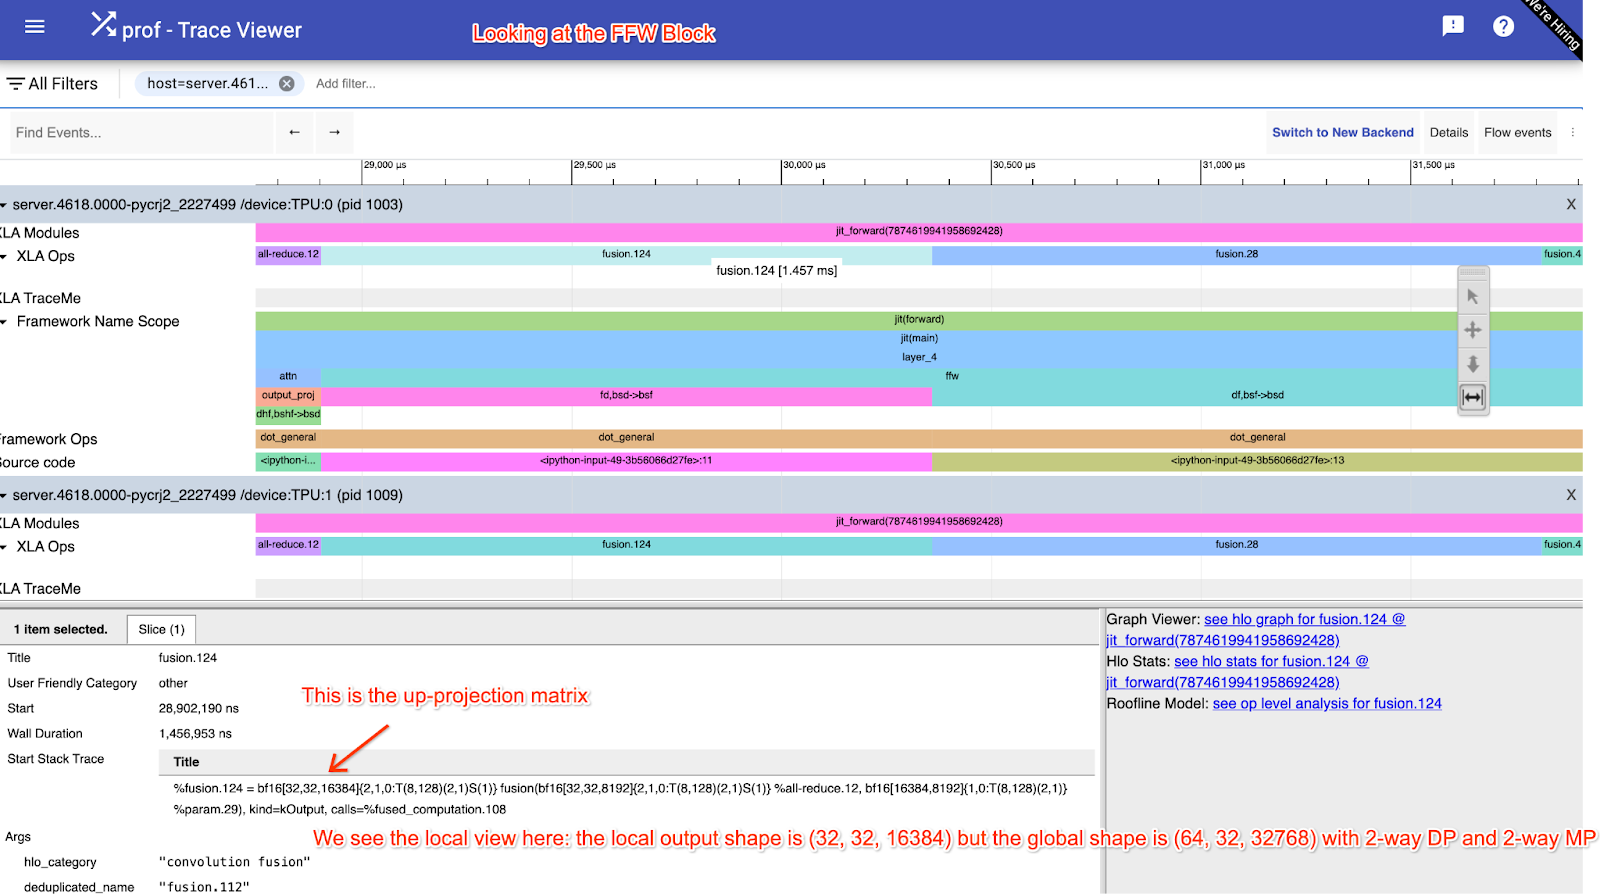 prof - Trace Viewer
Looking at the FFW Block
We're Hiring
All Filters
host=server.461...
Add filter...
Find Events...
←
→
Switch to New Backend
Details
Flow events
29,000 µs
29,500 µs
30,000 µs
30,500 µs
31,000 µs
31,500 µs
server.4618.0000-pycrj2_2227499 /device:TPU:0 (pid 1003)
X
XLA Modules
jit_forward(7874619941958692428)
XLA Ops
all-reduce.12
fusion.124
fusion.28
fusion.4
fusion.124 [1.457 ms]
XLA TraceMe
Framework Name Scope
jit(forward)
jit(main)
layer_4
attn
ffw
output_proj
fd,bsd->bsf
df,bsf->bsd
dhf,bshf->bsd
Framework Ops
dot_general
dot_general
dot_general
Source code
<ipython-i...
<ipython-input-49-3b56066d27fe>:11
<ipython-input-49-3b56066d27fe>:13
server.4618.0000-pycrj2_2227499 /device:TPU:1 (pid 1009)
X
XLA Modules
jit_forward(7874619941958692428)
XLA Ops
all-reduce.12
fusion.124
fusion.28
fusion.4
XLA TraceMe
1 item selected.
Slice (1)
Title
fusion.124
User Friendly Category
other
Start
28,902,190 ns
Wall Duration
1,456,953 ns
Start Stack Trace
This is the up-projection matrix
Title
%fusion.124 = bf16[32,32,16384]{2,1,0:T(8,128)(2,1)S(1)} fusion(bf16[32,32,8192]{2,1,0:T(8,128)(2,1)S(1)} %all-reduce.12, bf16[16384,8192]{1,0:T(8,128)(2,1)}
%param.29), kind=kOutput, calls=%fused_computation.108
Args
We see the local view here: the local output shape is (32, 32, 16384) but the global shape is (64, 32, 32768) with 2-way DP and 2-way MP
hlo_category
"convolution fusion"
deduplicated_name
"fusion.112"
Graph Viewer: see hlo graph for fusion.124 @
jit_forward(7874619941958692428)
Hlo Stats: see hlo stats for fusion.124 @
jit_forward(7874619941958692428)
Roofline Model: see op level analysis for fusion.124